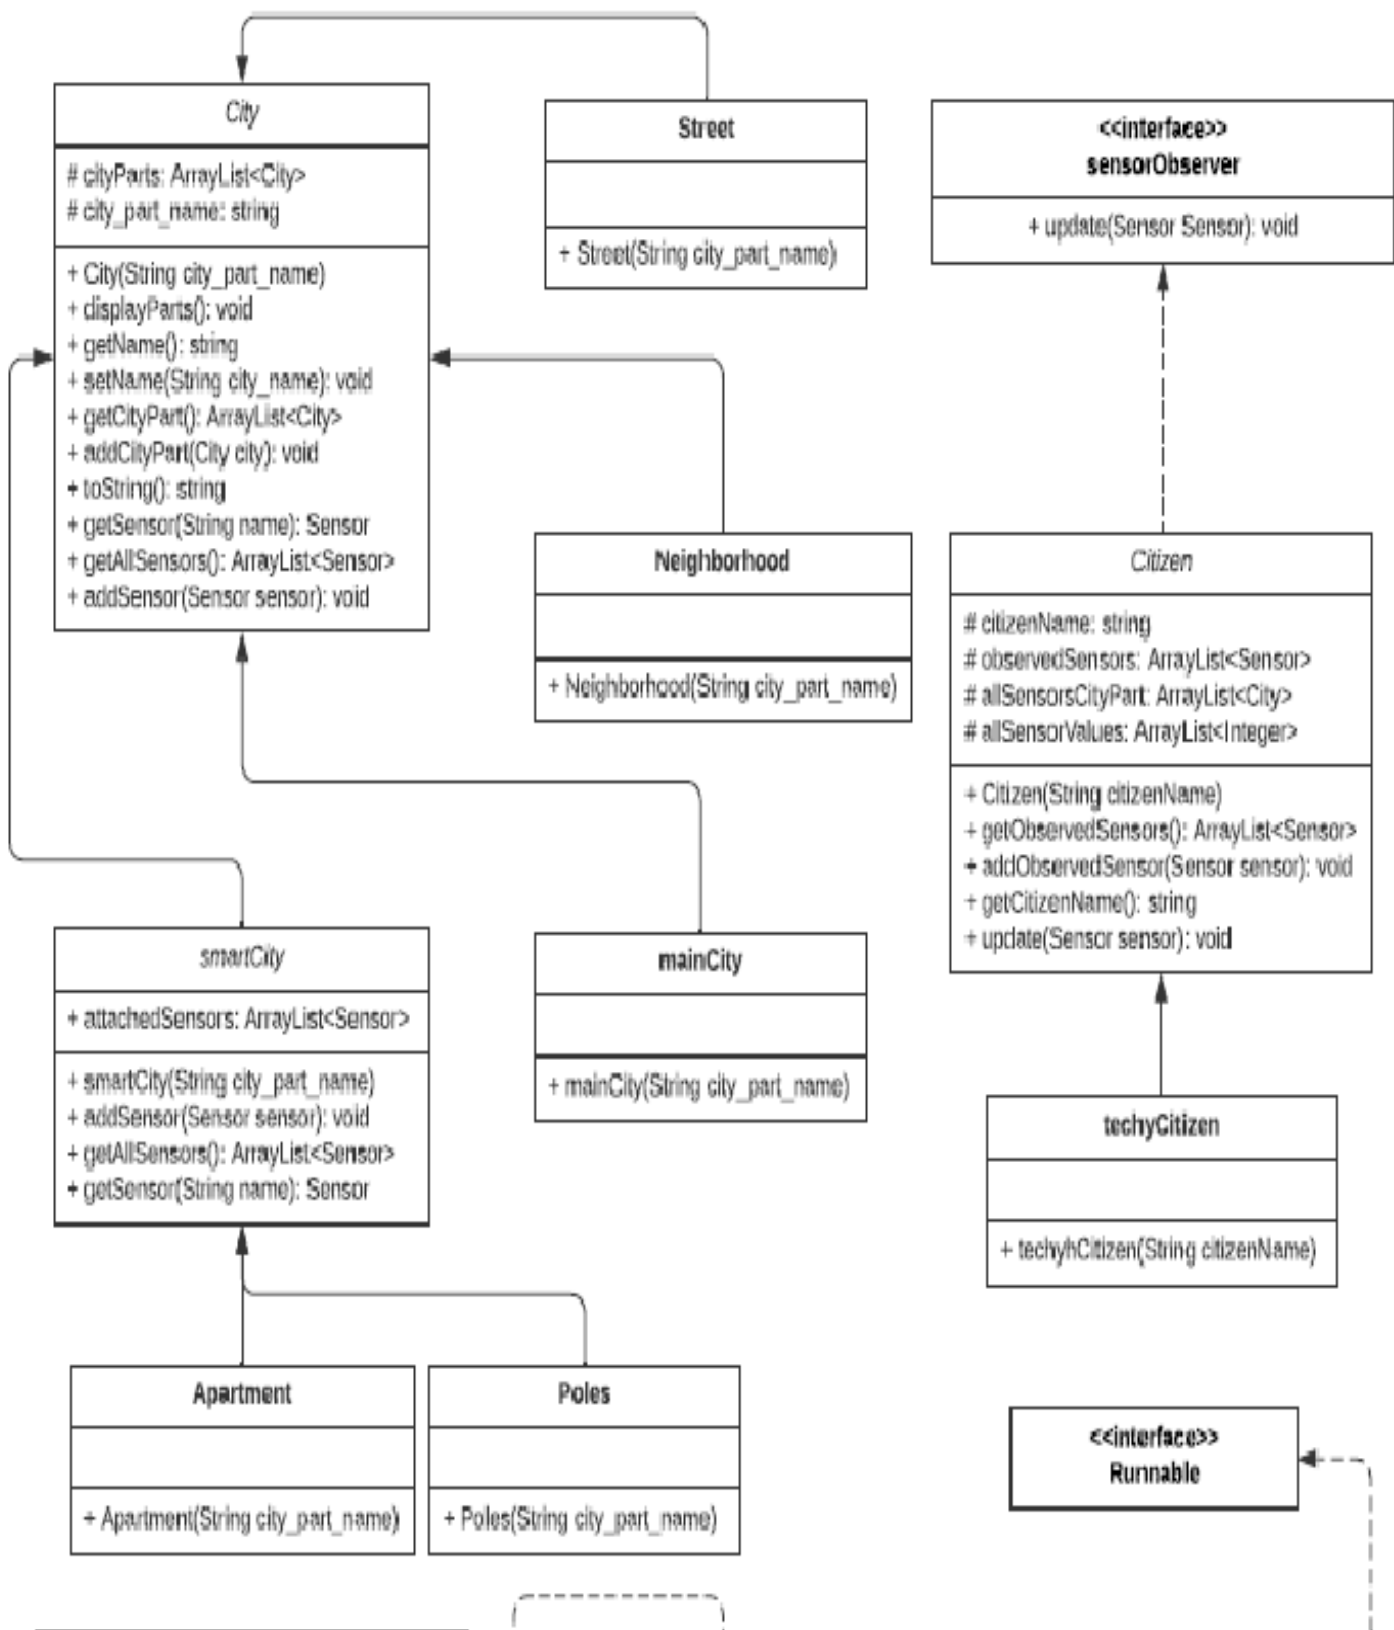 City
# cityParts: ArrayList<City>
# city_part_name: string
+ City(String city_part_name)
+ displayParts(): void
+ getName(): string
+ setName(String city_name): void
+ getCityPart(): ArrayList<City>
+ addCityPart(City city): void
+ toString(): string
+ getSensor(String name): Sensor
+ getAllSensors(): ArrayList<Sensor>
+ addSensor(Sensor sensor): void
Street
+ Street(String city_part_name)
<<interface>>
sensorObserver
+ update(Sensor Sensor): void
Neighborhood
+ Neighborhood(String city_part_name)
Citizen
# citizenName: string
# observedSensors: ArrayList<Sensor>
# allSensorsCityPart: ArrayList<City>
# allSensorValues: ArrayList<Integer>
+ Citizen(String citizenName)
+ getObservedSensors(): ArrayList<Sensor>
+ addObservedSensor(Sensor sensor): void
+ getCitizenName(): string
+ update(Sensor sensor): void
smartCity
+ attachedSensors: ArrayList<Sensor>
+ smartCity(String city_part_name)
+ addSensor(Sensor sensor): void
+ getAllSensors(): ArrayList<Sensor>
+ getSensor(String name): Sensor
mainCity
+ mainCity(String city_part_name)
techyCitizen
+ techyhCitizen(String citizenName)
Apartment
+ Apartment(String city_part_name)
Poles
+ Poles(String city_part_name)
<<interface>>
Runnable